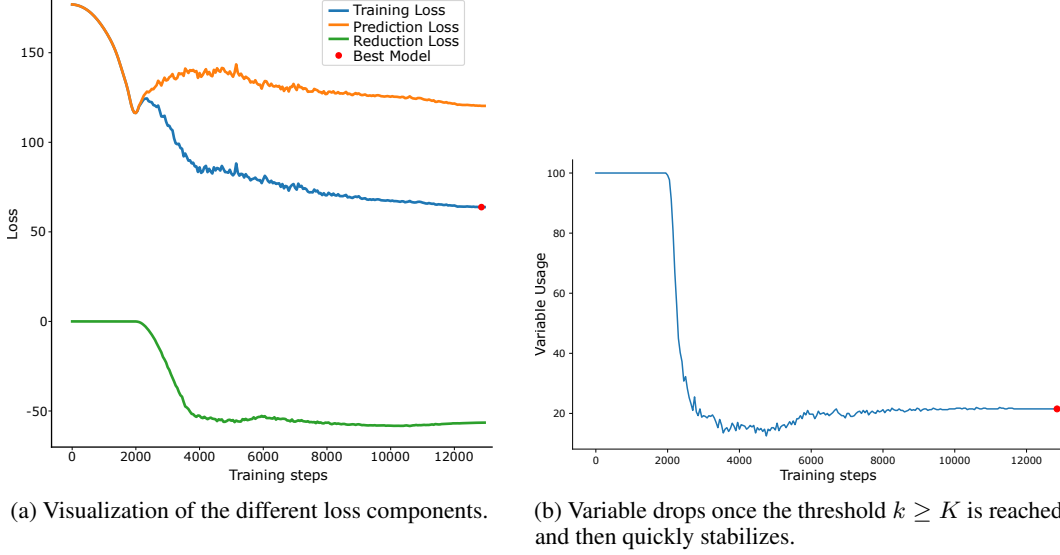 Training Loss
Prediction Loss
Reduction Loss
Best Model
150
100
50
0
-50
Loss
0 2000 4000 6000 8000 10000 12000
Training steps
100
80
60
40
20
Variable Usage
0 2000 4000 6000 8000 10000 12000
Training steps
(a) Visualization of the different loss components.
(b) Variable drops once the threshold k ≥ K is reached
and then quickly stabilizes.